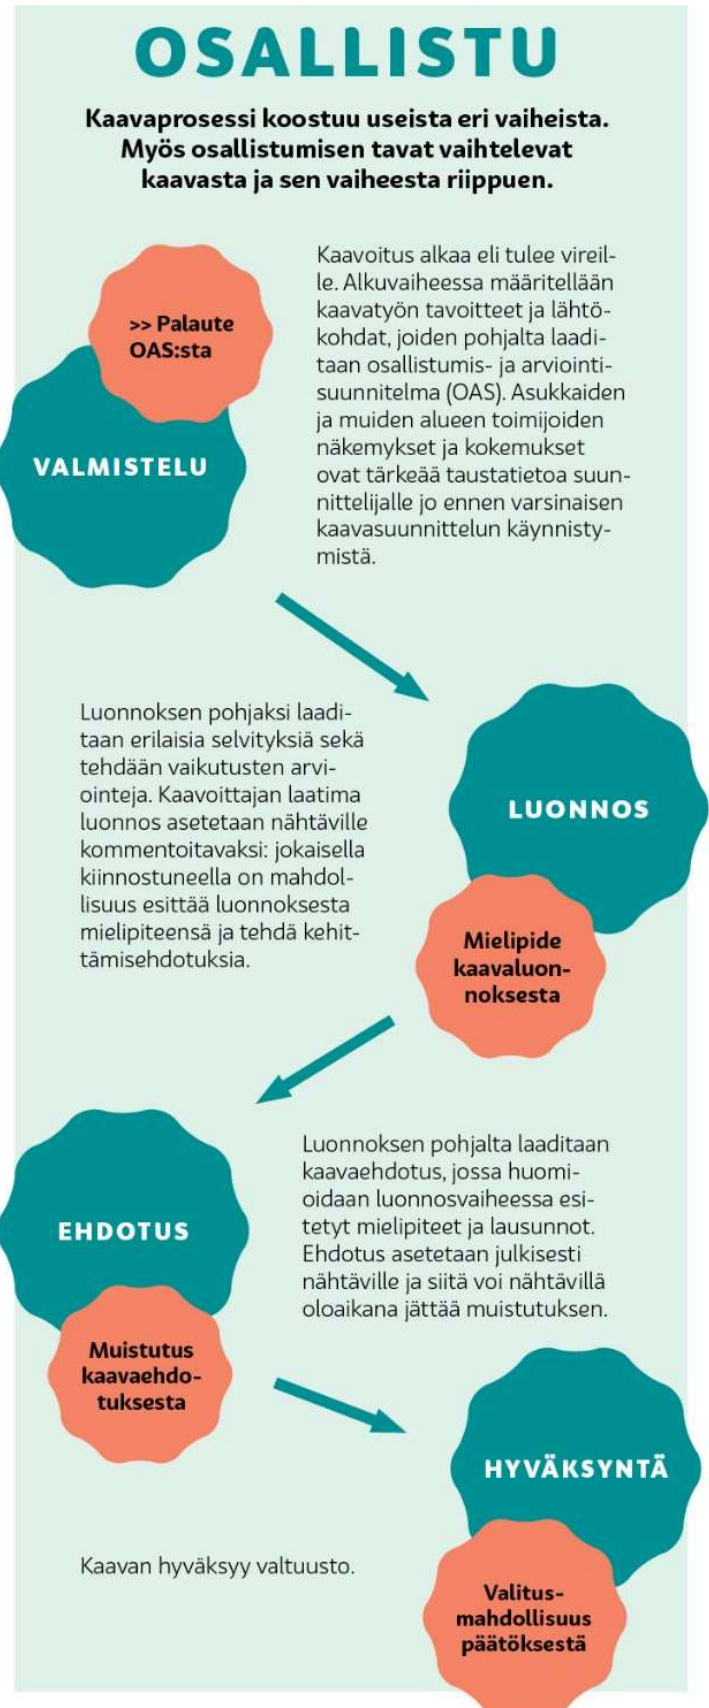 OSALLISTU
Kaavaprosessi koostuu useista eri vaiheista.
Myös osallistumisen tavat vaihtelevat
kaavasta ja sen vaiheesta riippuen.
>> Palaute
OAS:sta
VALMISTELU
Kaavoitus alkaa eli tulee vireil-
le. Alkuvaiheessa määritellään
kaavatyön tavoitteet ja lähtö-
kohdat, joiden pohjalta laadi-
taan osallistumis- ja arviointi-
suunnitelma (OAS). Asukkaiden
ja muiden alueen toimijoiden
näkemykset ja kokemukset
ovat tärkeää taustatietoa suun-
nittelijalle jo ennen varsinaisen
kaavasuunnittelun käynnisty-
mistä.
Luonnoksen pohjaksi laadi-
taan erilaisia selvityksiä sekä
tehdään vaikutusten arvi-
ointeja. Kaavoittajan laatima
luonnos asetetaan nähtäville
kommentoitavaksi: jokaisella
kiinnostuneella on mahdol-
lisuus esittää luonnoksesta
mielipiteensä ja tehdä kehit-
tämisehdotuksia.
LUONNOS
Mielipide
kaavaluon-
noksesta
EHDOTUS
Muistutus
kaavaehdo-
tuksesta
Luonnoksen pohjalta laaditaan
kaavaehdotus, jossa huomi-
oidaan luonnosvaiheessa esi-
tetyt mielipiteet ja lausunnot.
Ehdotus asetetaan julkisesti
nähtäville ja siitä voi nähtävillä
oloaikana jättää muistutuksen.
HYVÄKSYNTÄ
Kaavan hyväksyy valtuusto.
Valitus-
mahdollisuus
päätöksestä